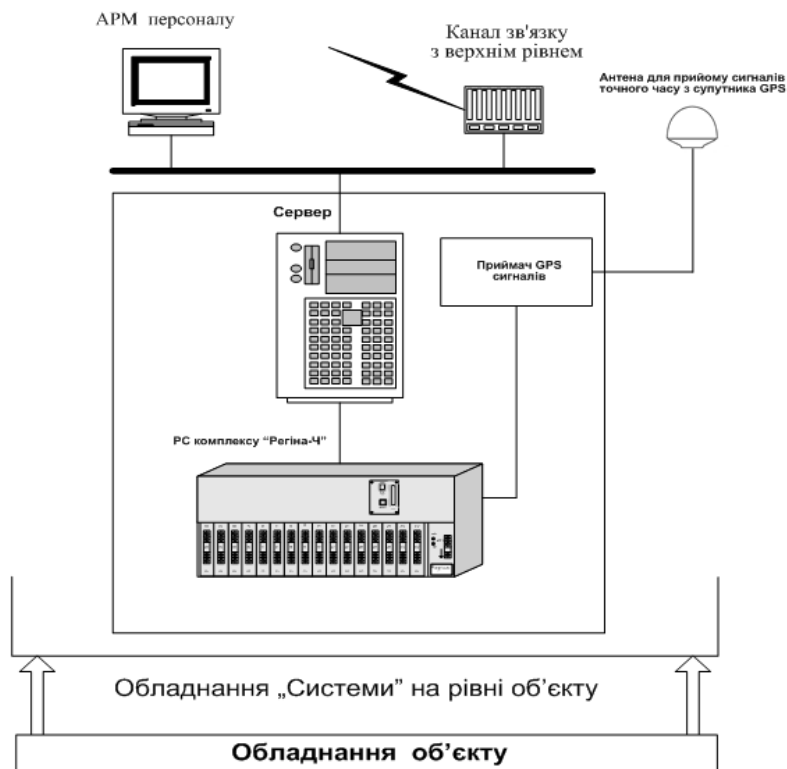 АРМ персоналу
Канал зв'язку
з верхнім рівнем
Антена для прийому сигналів
точного часу з супутника GPS
Сервер
Приймач GPS
сигналів
РС комплексу "Регіна-Ч"
Обладнання „Системи” на рівні об'єкту
Обладнання об'єкту